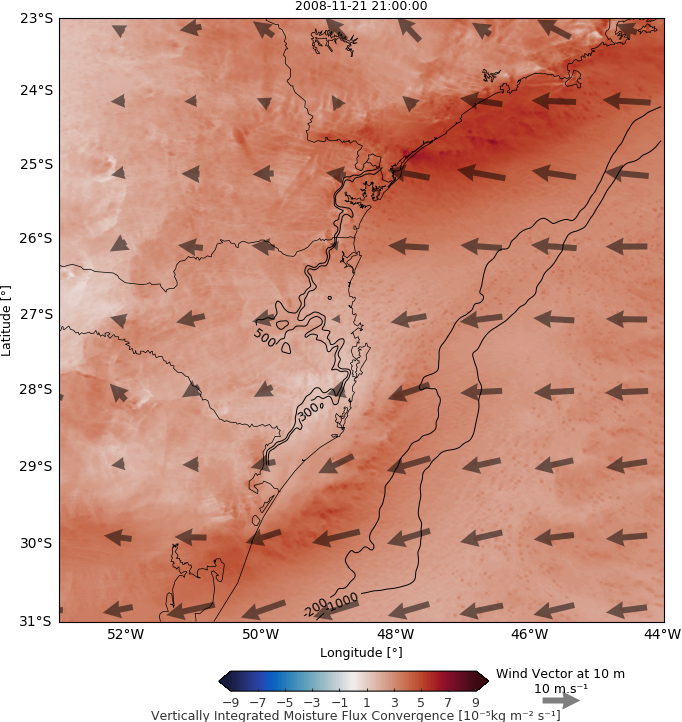 2008-11-21 21:00:00
23°S
24°S
25°S
26°S
27°S
28°S
29°S
30°S
31°S
Latitude [°]
500
300
-200
-1000
52°W 50°W 48°W 46°W 44°W
Longitude [°]
Wind Vector at 10 m
10 m.s⁻¹
−9 −7 −5 −3 −1 1 3 5 7 9
Vertically Integrated Moisture Flux Convergence [10⁻⁵kg m⁻² s⁻¹]